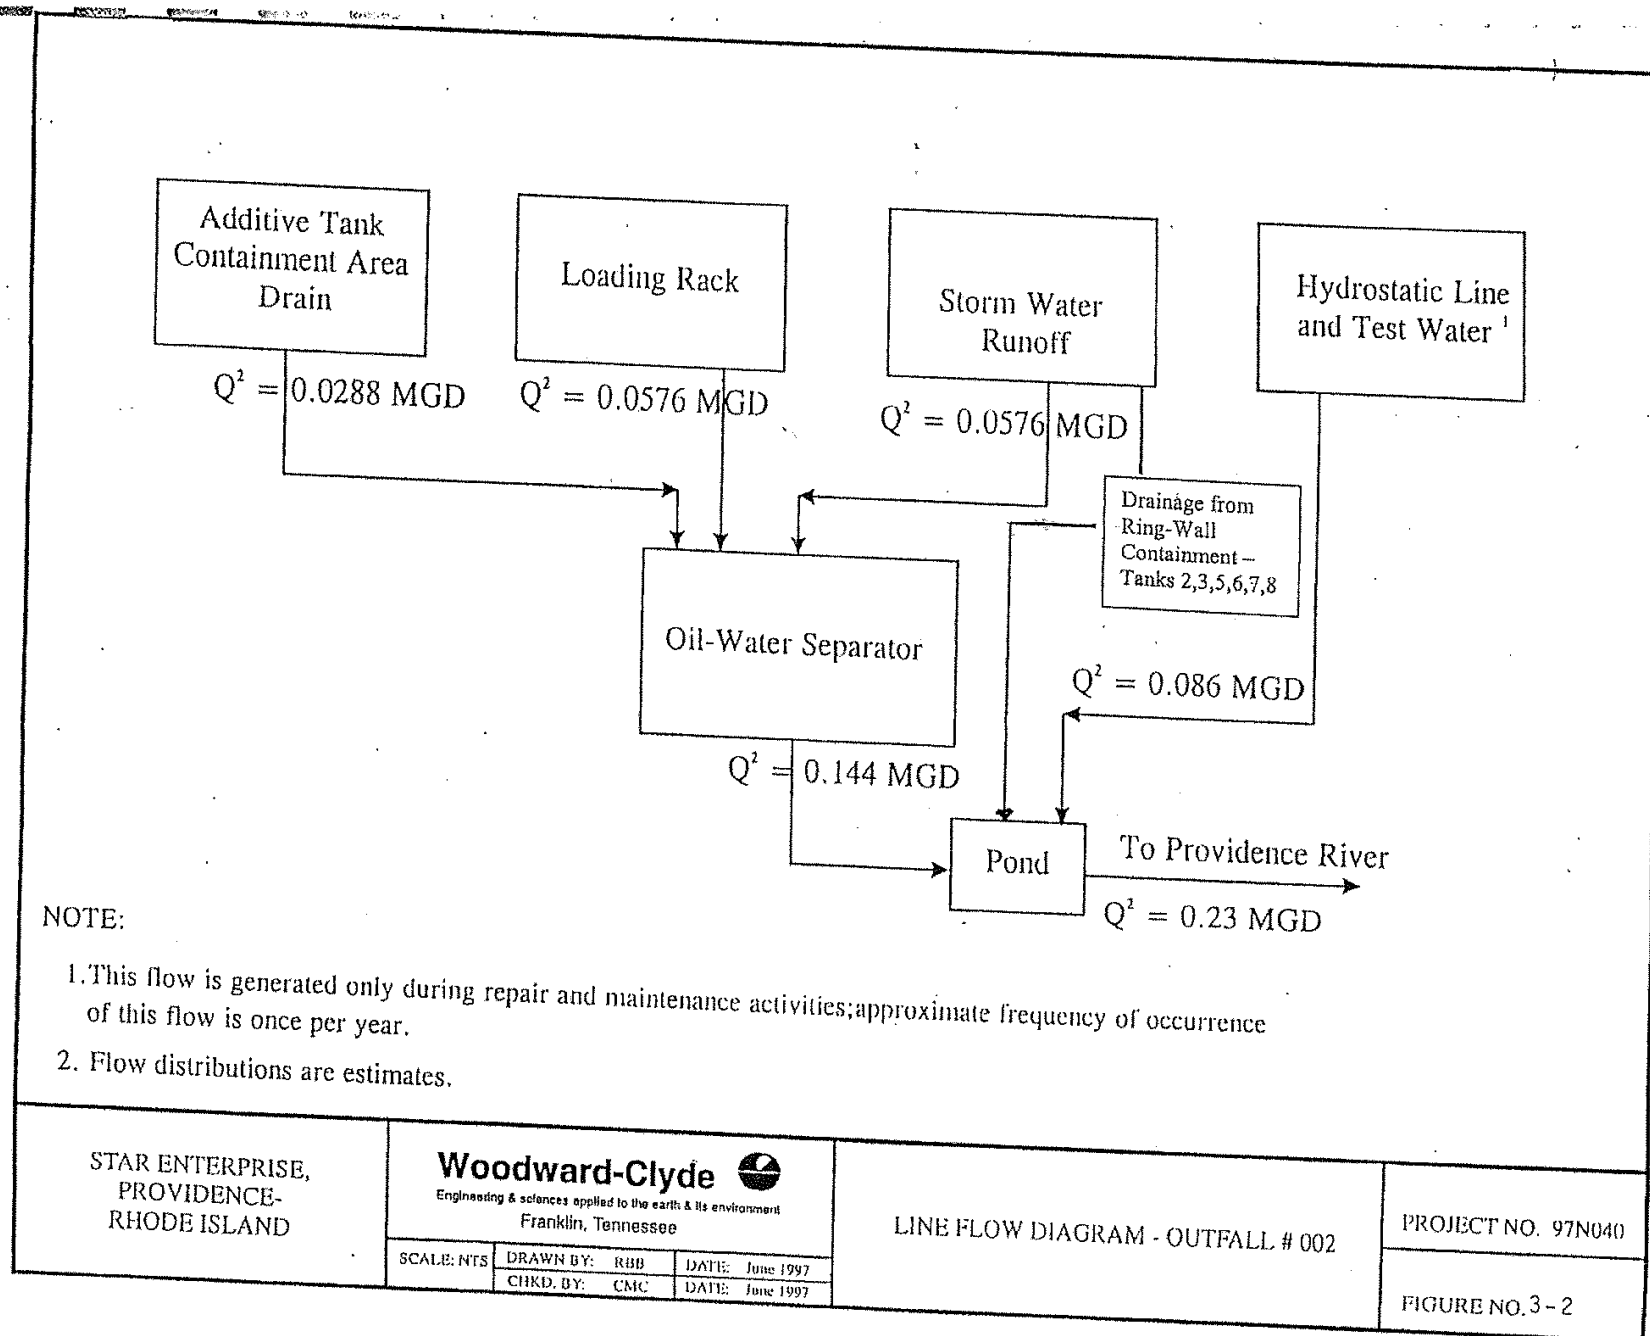 Additive Tank
Containment Area
Drain
Loading Rack
Storm Water
Runoff
Hydrostatic Line
and Test Water ¹
Q² = 0.0288 MGD
Q² = 0.0576 MGD
Q² = 0.0576 MGD
Drainage from
Ring-Wall
Containment –
Tanks 2,3,5,6,7,8
Oil-Water Separator
Q² = 0.086 MGD
Q² = 0.144 MGD
Pond
To Providence River
Q² = 0.23 MGD
NOTE:
1.This flow is generated only during repair and maintenance activities;approximate frequency of occurrence
of this flow is once per year.
2. Flow distributions are estimates.
STAR ENTERPRISE,
PROVIDENCE-
RHODE ISLAND
Woodward-Clyde
Engineering & sciences applied to the earth & its environment
Franklin, Tennessee
SCALE: NTS
DRAWN BY: RBB
DATE: June 1997
CHKD. BY: CMC
DATE: June 1997
LINE FLOW DIAGRAM - OUTFALL # 002
PROJECT NO. 97N040
FIGURE NO. 3-2